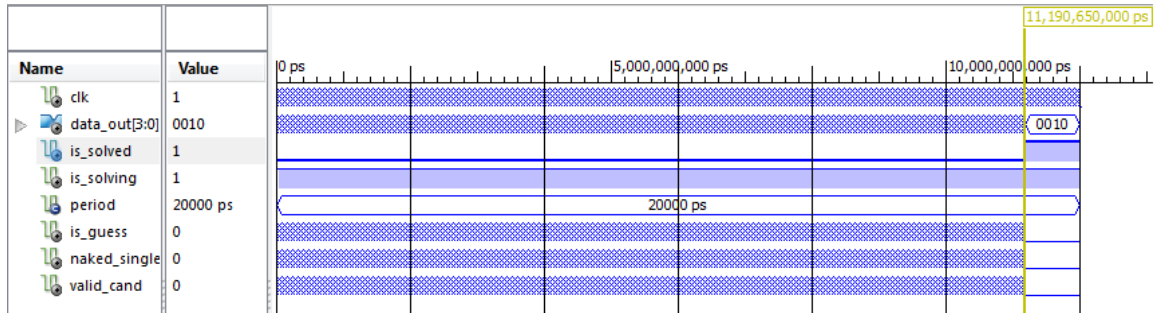 11,190,650,000 ps
Name Value 0 ps 5,000,000,000 ps 10,000,000,000 ps
clk 1
data_out[3:0] 0010 0010
is_solved 1
is_solving 1
period 20000 ps 20000 ps
is_guess 0
naked_single 0
valid_cand 0